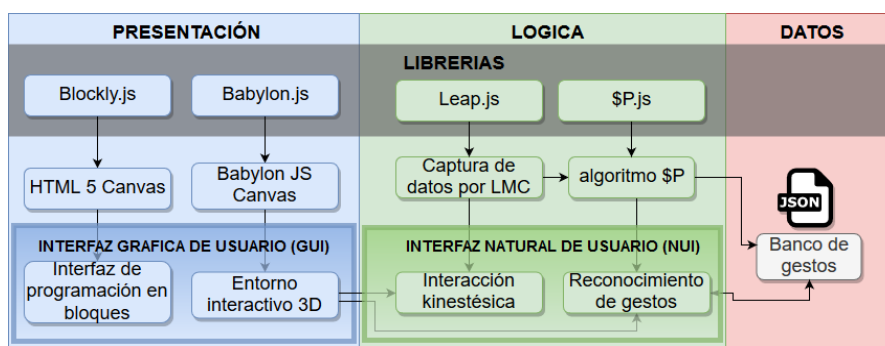 PRESENTACIÓN
LOGICA
DATOS
LIBRERIAS
Blockly.js
Babylon.js
Leap.js
$P.js
HTML 5 Canvas
Babylon JS
Canvas
Captura de
datos por LMC
algoritmo $P
JSON
INTERFAZ GRAFICA DE USUARIO (GUI)
INTERFAZ NATURAL DE USUARIO (NUI)
Banco de
gestos
Interfaz de
programación en
bloques
Entorno
interactivo 3D
Interacción
kinestésica
Reconocimiento
de gestos